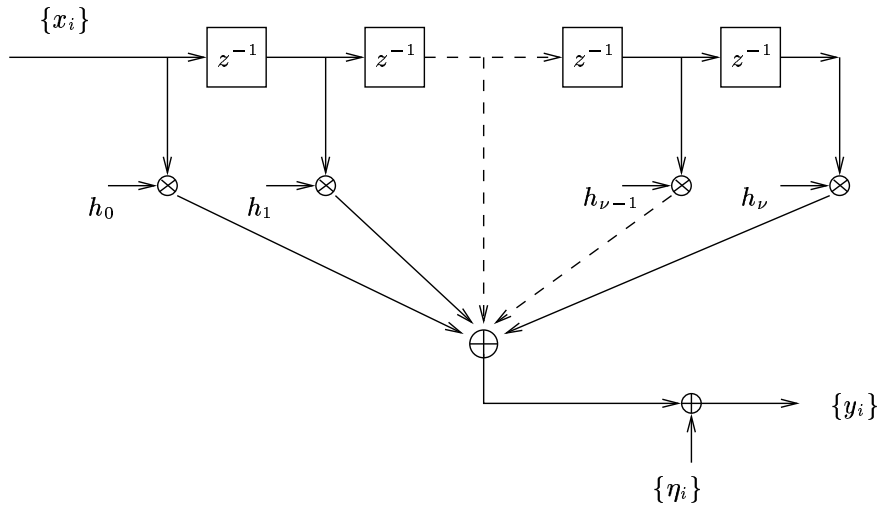 {x_i}
z^{-1} z^{-1} z^{-1} z^{-1}
h_0 h_1 h_{ν-1} h_ν
{y_i}
{η_i}